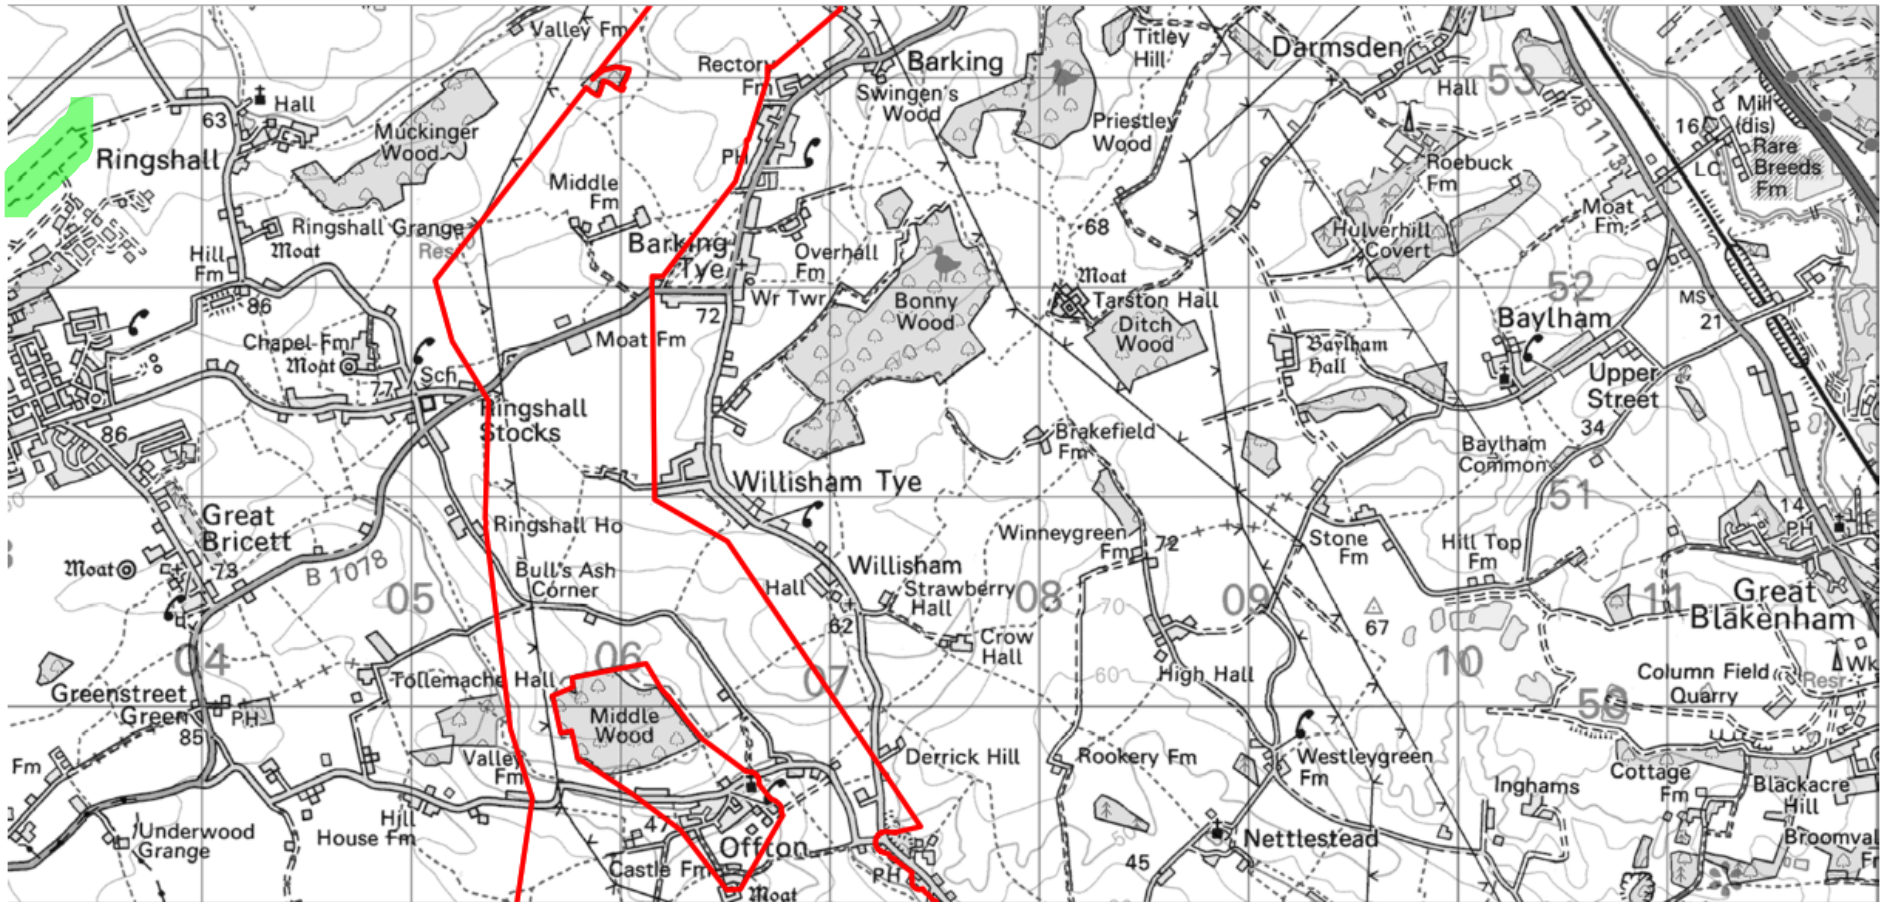 Valley Fm
Titley
Hill
Darmsden
Barking
Rectory
Fm
Swingen's
Wood
Hall
53
B 1113
Mill
(dis)
Rare
Breeds
Fm
16
LC
Hall
63
Ringshall
Muckinger
Wood
Priestley
Wood
PH
Roebuck
Fm
Middle
Fm
Moat
Fm
Ringshall Grange
Moat
Hill
Fm
Barking
Tye
Overhall
Fm
68
Hulverhill
Covert
Moat
Tarston Hall
52
86
Wr Twr
72
Bonny
Wood
Ditch
Wood
MS
21
Baylham
Chapel Fm
Moat
77
Sch
Moat Fm
Baylham
Hall
Upper
Street
Ringshall
Stocks
86
34
Brakefield
Fm
Baylham
Common
Willisham Tye
51
Great
Bricett
Ringshall Ho
14
PH
Winneygreen
Fm
72
Stone
Fm
Hill Top
Fm
Moat
73
B 1078
Bull's Ash
Corner
Willisham
Hall
Strawberry
Hall
05
08
09
11
Great
Blakenham
70
67
62
Crow
Hall
04
06
07
10
60
High Hall
Column Field
Quarry
Resr
Wk
Tollemache Hall
Greenstreet
Green
PH
85
Middle
Wood
50
Fm
Valley
Fm
Derrick Hill
Rookery Fm
Westleygreen
Fm
Cottage
Fm
Inghams
Blackacre
Hill
Underwood
Grange
Hill
House Fm
47
Offton
Nettlestead
Broomval
Castle Fm
PH
45
Moat